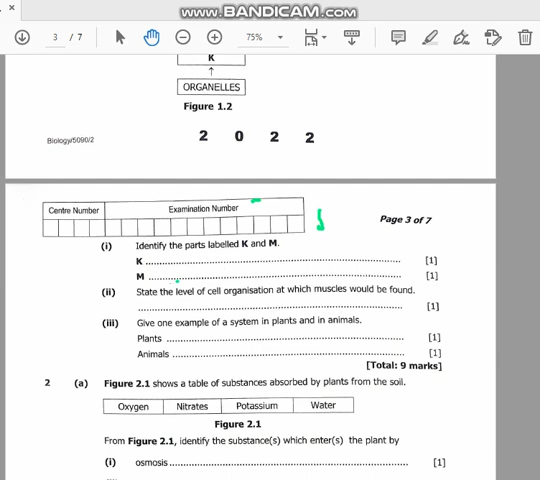 www.BANDICAM.com
3 / 7
75%
K
ORGANELLES
Figure 1.2
Biology/5090/2
2 0 2 2
Centre Number Examination Number
Page 3 of 7
(i) Identify the parts labelled K and M.
K ........................................ [1]
M ........................................ [1]
(ii) State the level of cell organisation at which muscles would be found.
........................................ [1]
(iii) Give one example of a system in plants and in animals.
Plants ........................................ [1]
Animals ........................................ [1]
[Total: 9 marks]
2 (a) Figure 2.1 shows a table of substances absorbed by plants from the soil.
Oxygen Nitrates Potassium Water
Figure 2.1
From Figure 2.1, identify the substance(s) which enter(s) the plant by
(i) osmosis ........................................ [1]